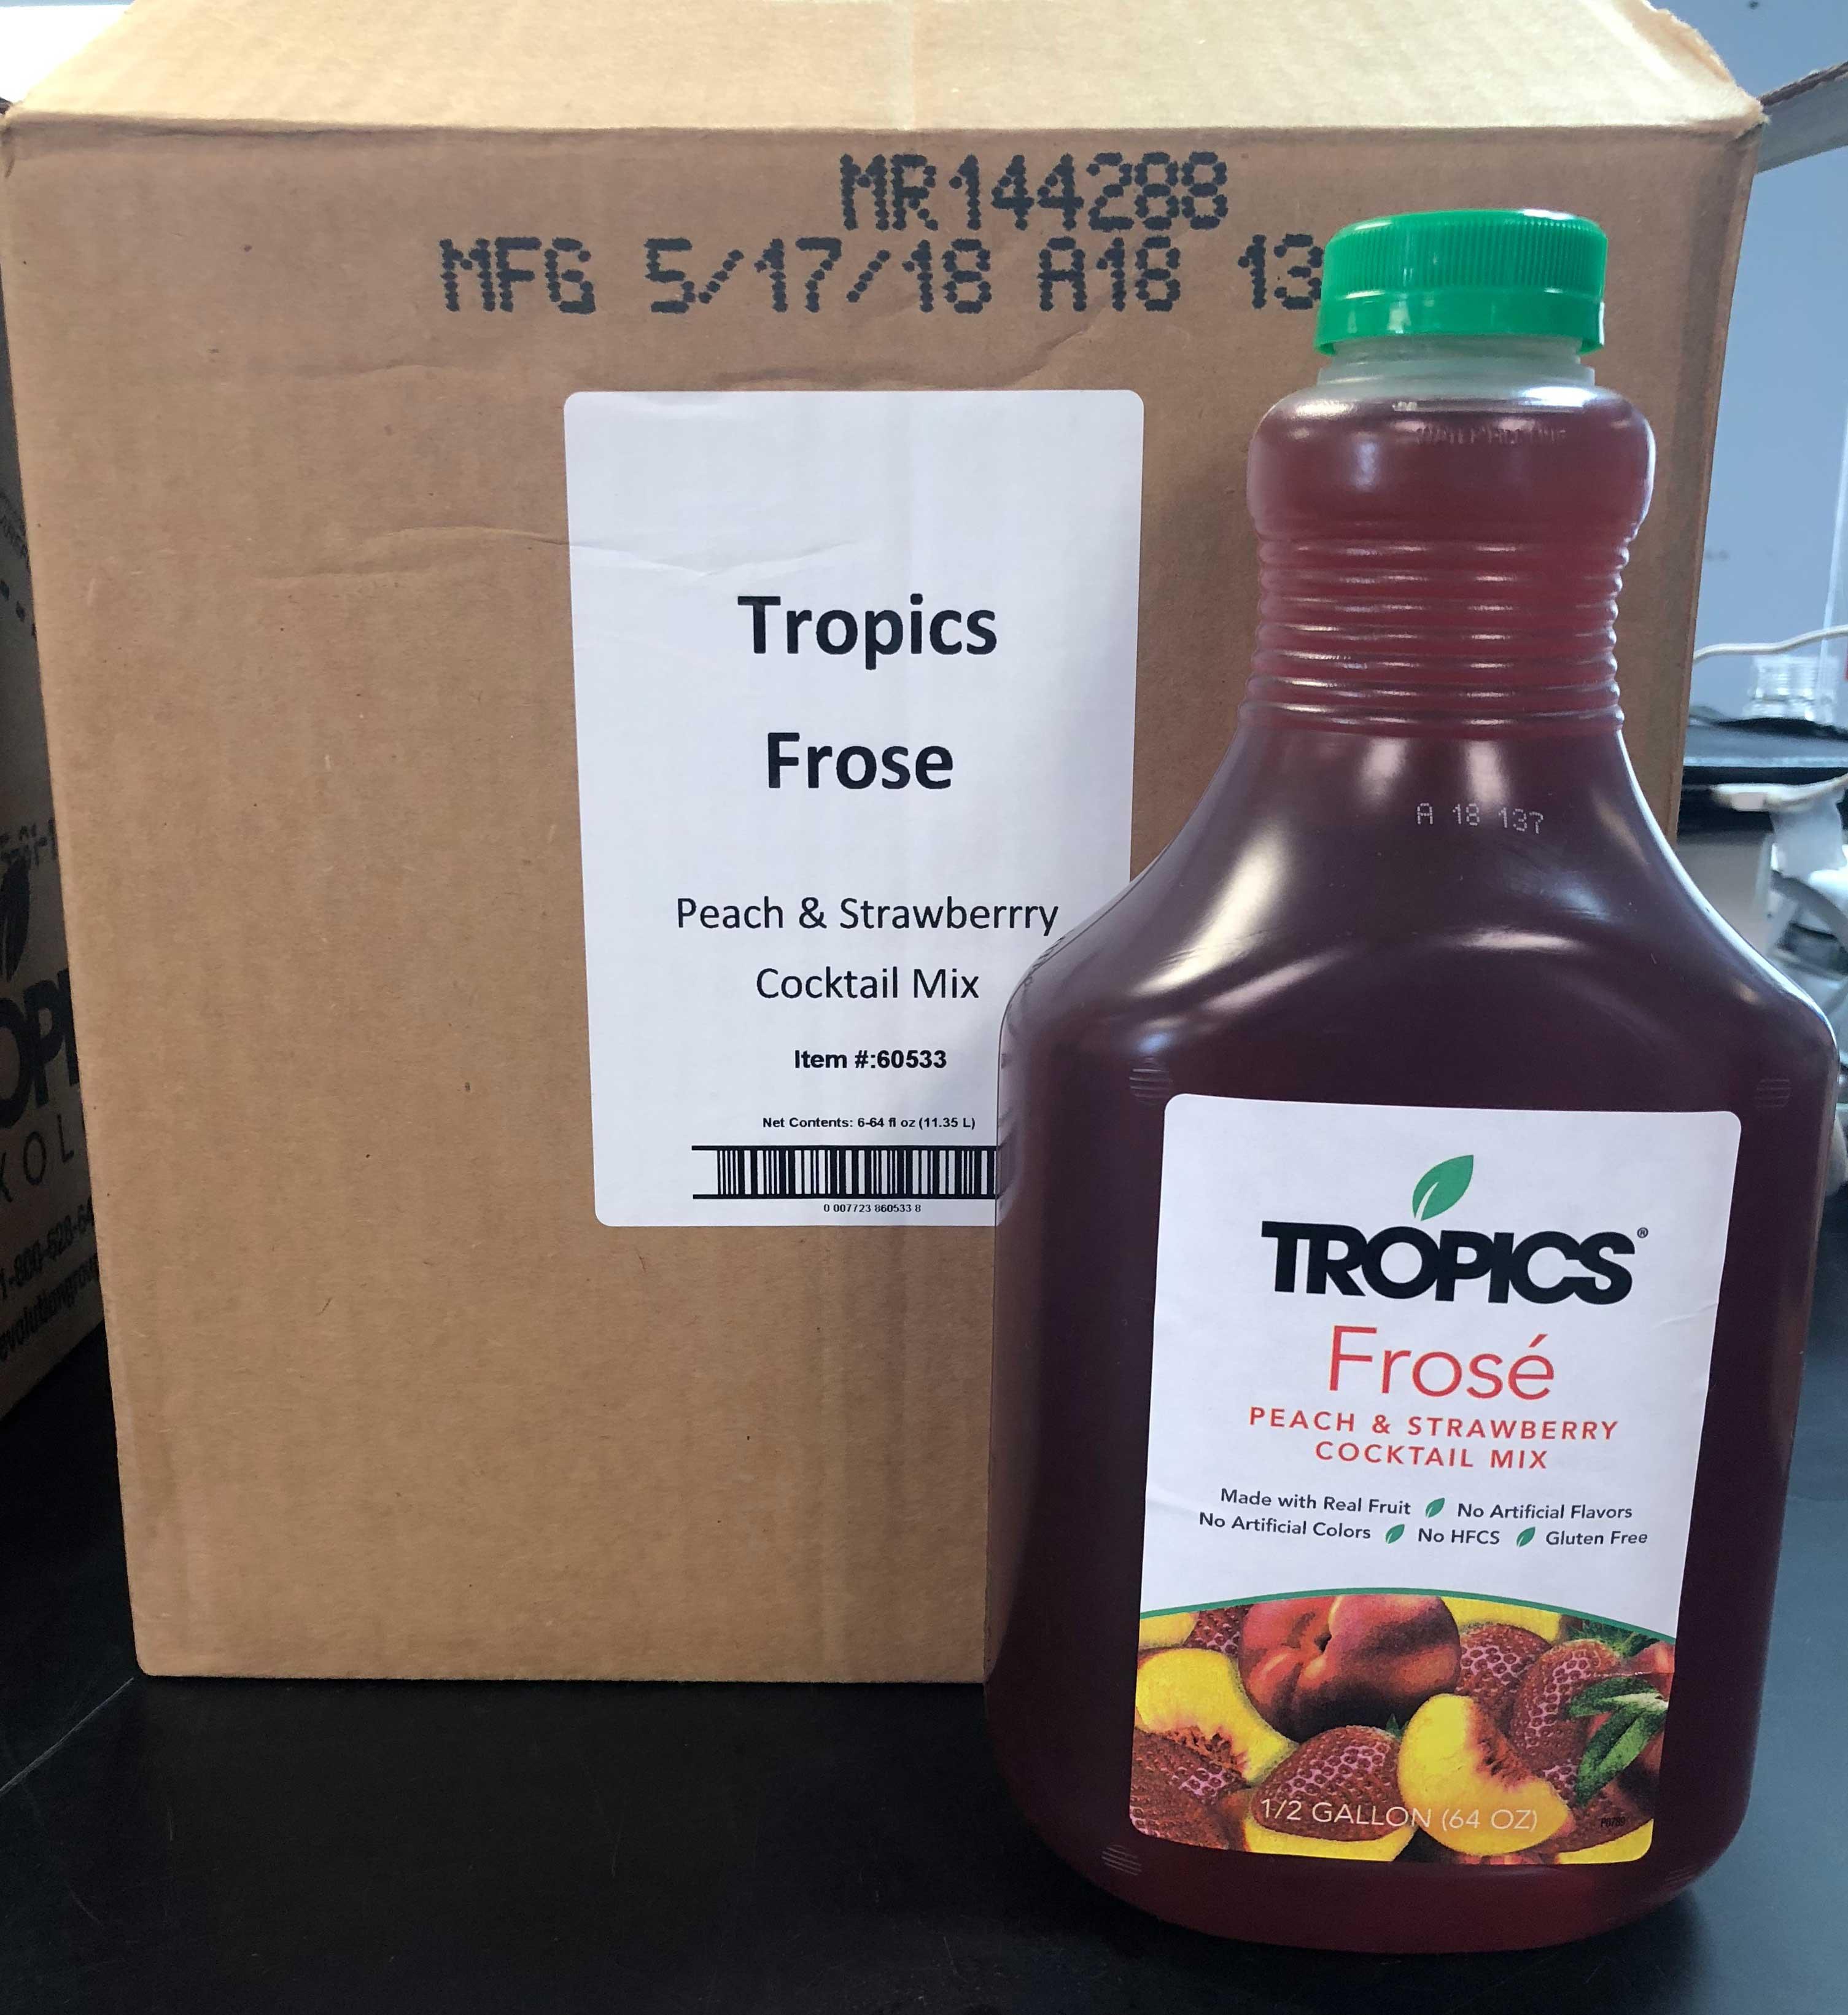 MR144288
MFG 5/17/18 A18 13
Tropics
Frose
Peach & Strawberrry
Cocktail Mix
Item #:60533
Net Contents: 6-64 fl oz (11.35 L)
0 007723 860533 8
A 18 137
TROPICS®
Frosé
PEACH & STRAWBERRY
COCKTAIL MIX
Made with Real Fruit No Artificial Flavors
No Artificial Colors No HFCS Gluten Free
1/2 GALLON (64 OZ)